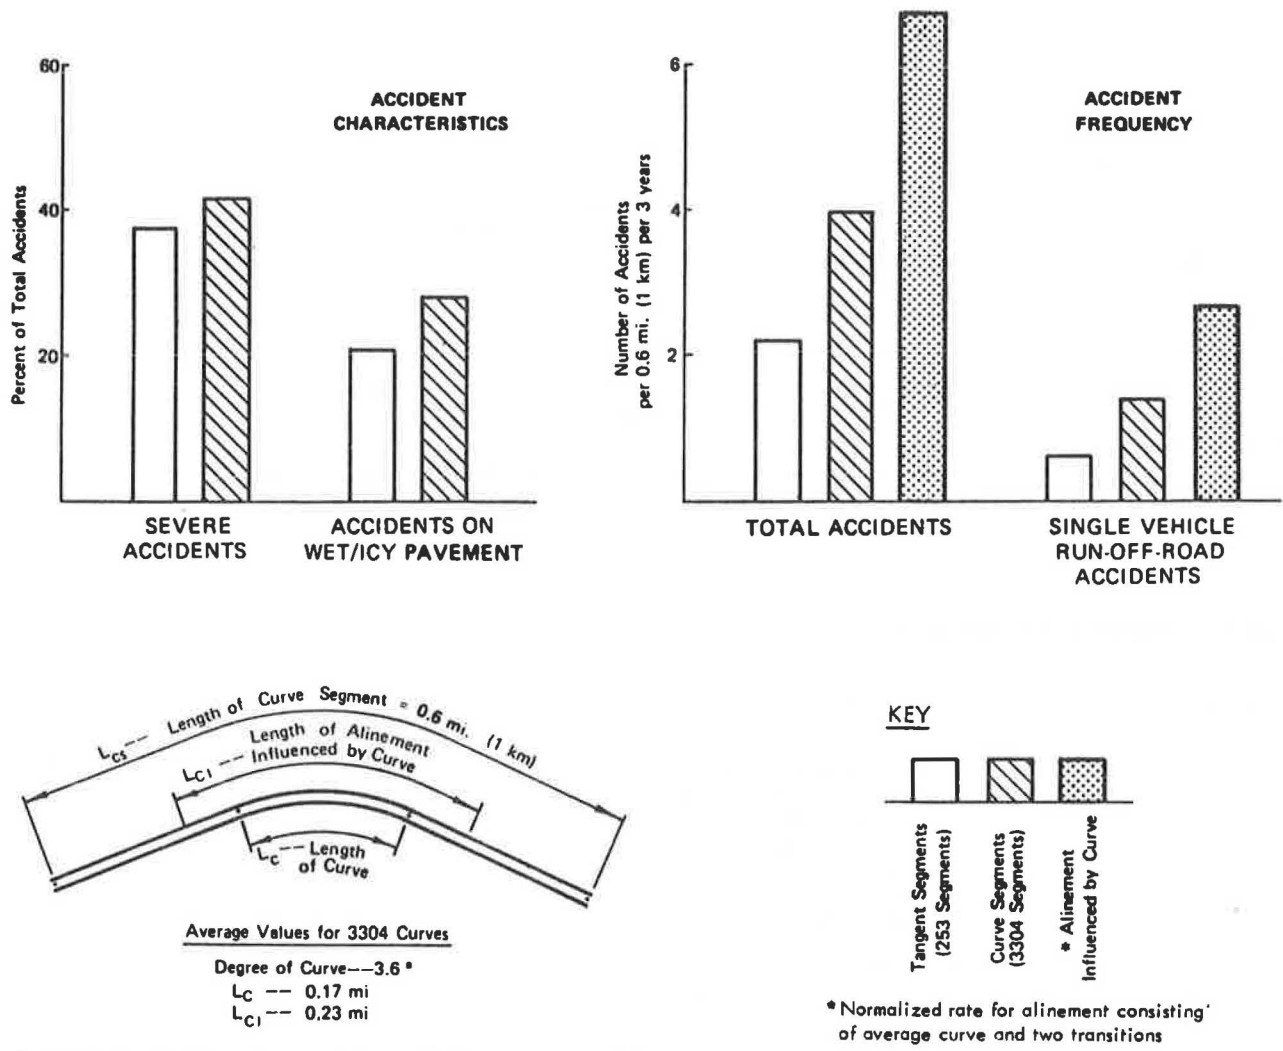 60
40
20
Percent of Total Accidents
ACCIDENT
CHARACTERISTICS
SEVERE
ACCIDENTS
ACCIDENTS ON
WET/ICY PAVEMENT
6
4
2
Number of Accidents
per 0.6 mi. (1 km) per 3 years
ACCIDENT
FREQUENCY
TOTAL ACCIDENTS
SINGLE VEHICLE
RUN-OFF-ROAD
ACCIDENTS
LCS -- Length of Curve Segment = 0.6 mi. (1 km)
LCI -- Length of Alinement
Influenced by Curve
LC -- Length
of Curve
Average Values for 3304 Curves
Degree of Curve--3.6°
LC -- 0.17 mi
LCI -- 0.23 mi
KEY
Tangent Segments
(253 Segments)
Curve Segments
(3304 Segments)
* Alinement
Influenced by Curve
* Normalized rate for alinement consisting
of average curve and two transitions